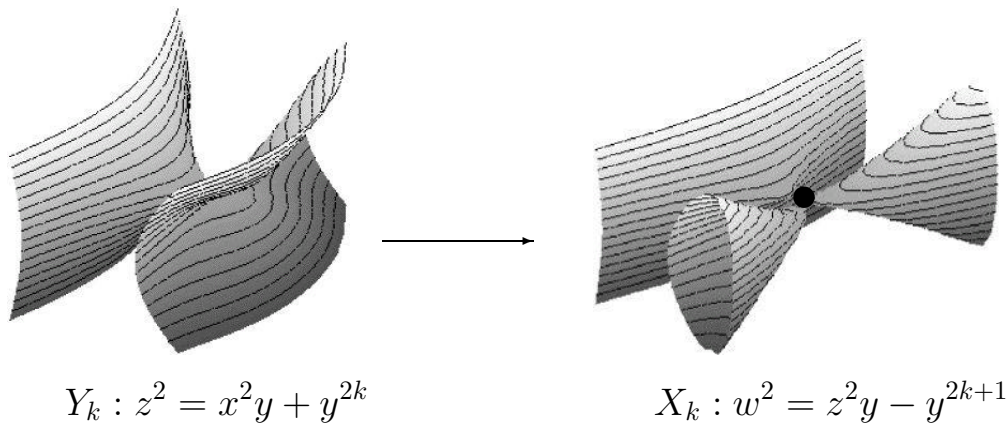 Y_k : z^2 = x^2y + y^{2k}
X_k : w^2 = z^2y − y^{2k+1}